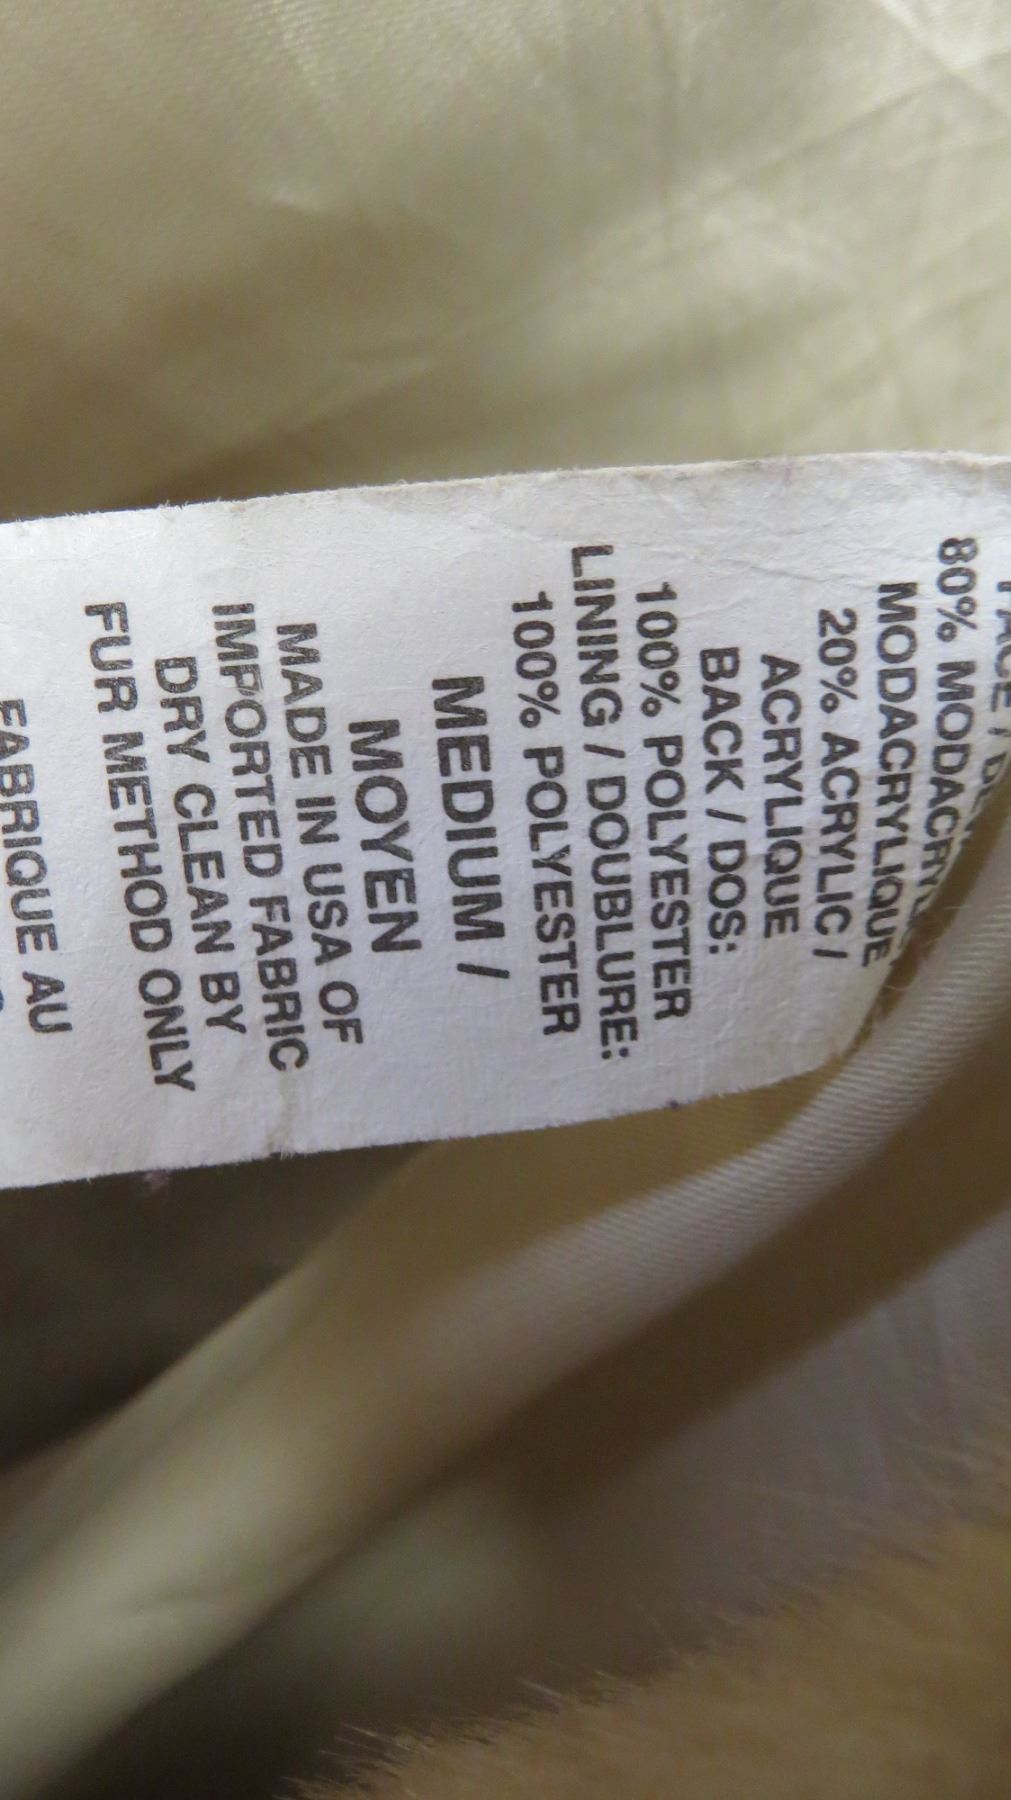 80% MODACRYLIC
MODACRYLIQUE
20% ACRYLIC /
ACRYLIQUE
BACK / DOS:
100% POLYESTER
LINING / DOUBLURE:
100% POLYESTER
MEDIUM /
MOYEN
MADE IN USA OF
IMPORTED FABRIC
DRY CLEAN BY
FUR METHOD ONLY
FABRIQUE AU